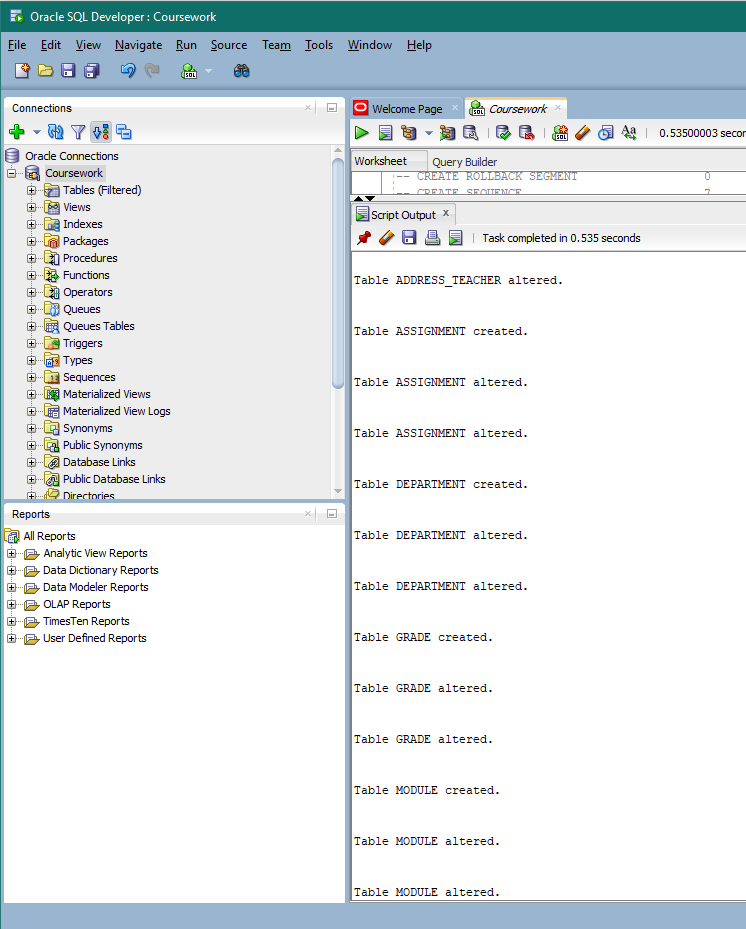 Oracle SQL Developer : Coursework
File Edit View Navigate Run Source Team Tools Window Help
Connections
Oracle Connections
Coursework
Tables (Filtered)
Views
Indexes
Packages
Procedures
Functions
Operators
Queues
Queues Tables
Triggers
Types
Sequences
Materialized Views
Materialized View Logs
Synonyms
Public Synonyms
Database Links
Public Database Links
Directories
Reports
All Reports
Analytic View Reports
Data Dictionary Reports
Data Modeler Reports
OLAP Reports
TimesTen Reports
User Defined Reports
Welcome Page
Coursework
0.53500003 secor
Worksheet Query Builder
-- CREATE ROLLBACK SEGMENT 0
-- CREATE SEQUENCE 7
Script Output x
Task completed in 0.535 seconds
Table ADDRESS_TEACHER altered.
Table ASSIGNMENT created.
Table ASSIGNMENT altered.
Table ASSIGNMENT altered.
Table DEPARTMENT created.
Table DEPARTMENT altered.
Table DEPARTMENT altered.
Table GRADE created.
Table GRADE altered.
Table GRADE altered.
Table MODULE created.
Table MODULE altered.
Table MODULE altered.